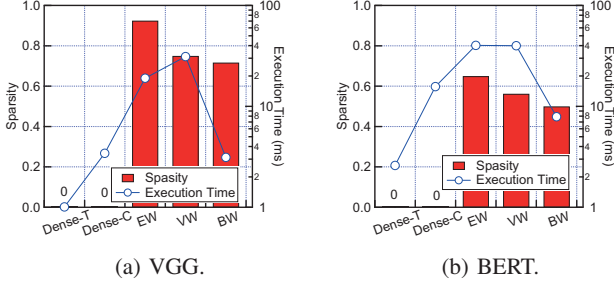 1.0
0.8
0.6
0.4
0.2
0.0
Sparsity
100
8
6
4
2
10
8
6
4
2
1
Execution Time (ms)
0
0
Spasity
Execution Time
Dense-T
Dense-C
EW
VW
BW
(a) VGG.
1.0
0.8
0.6
0.4
0.2
0.0
Sparsity
100
8
6
4
2
10
8
6
4
2
1
Execution Time (ms)
0
0
Spasity
Execution Time
Dense-T
Dense-C
EW
VW
BW
(b) BERT.